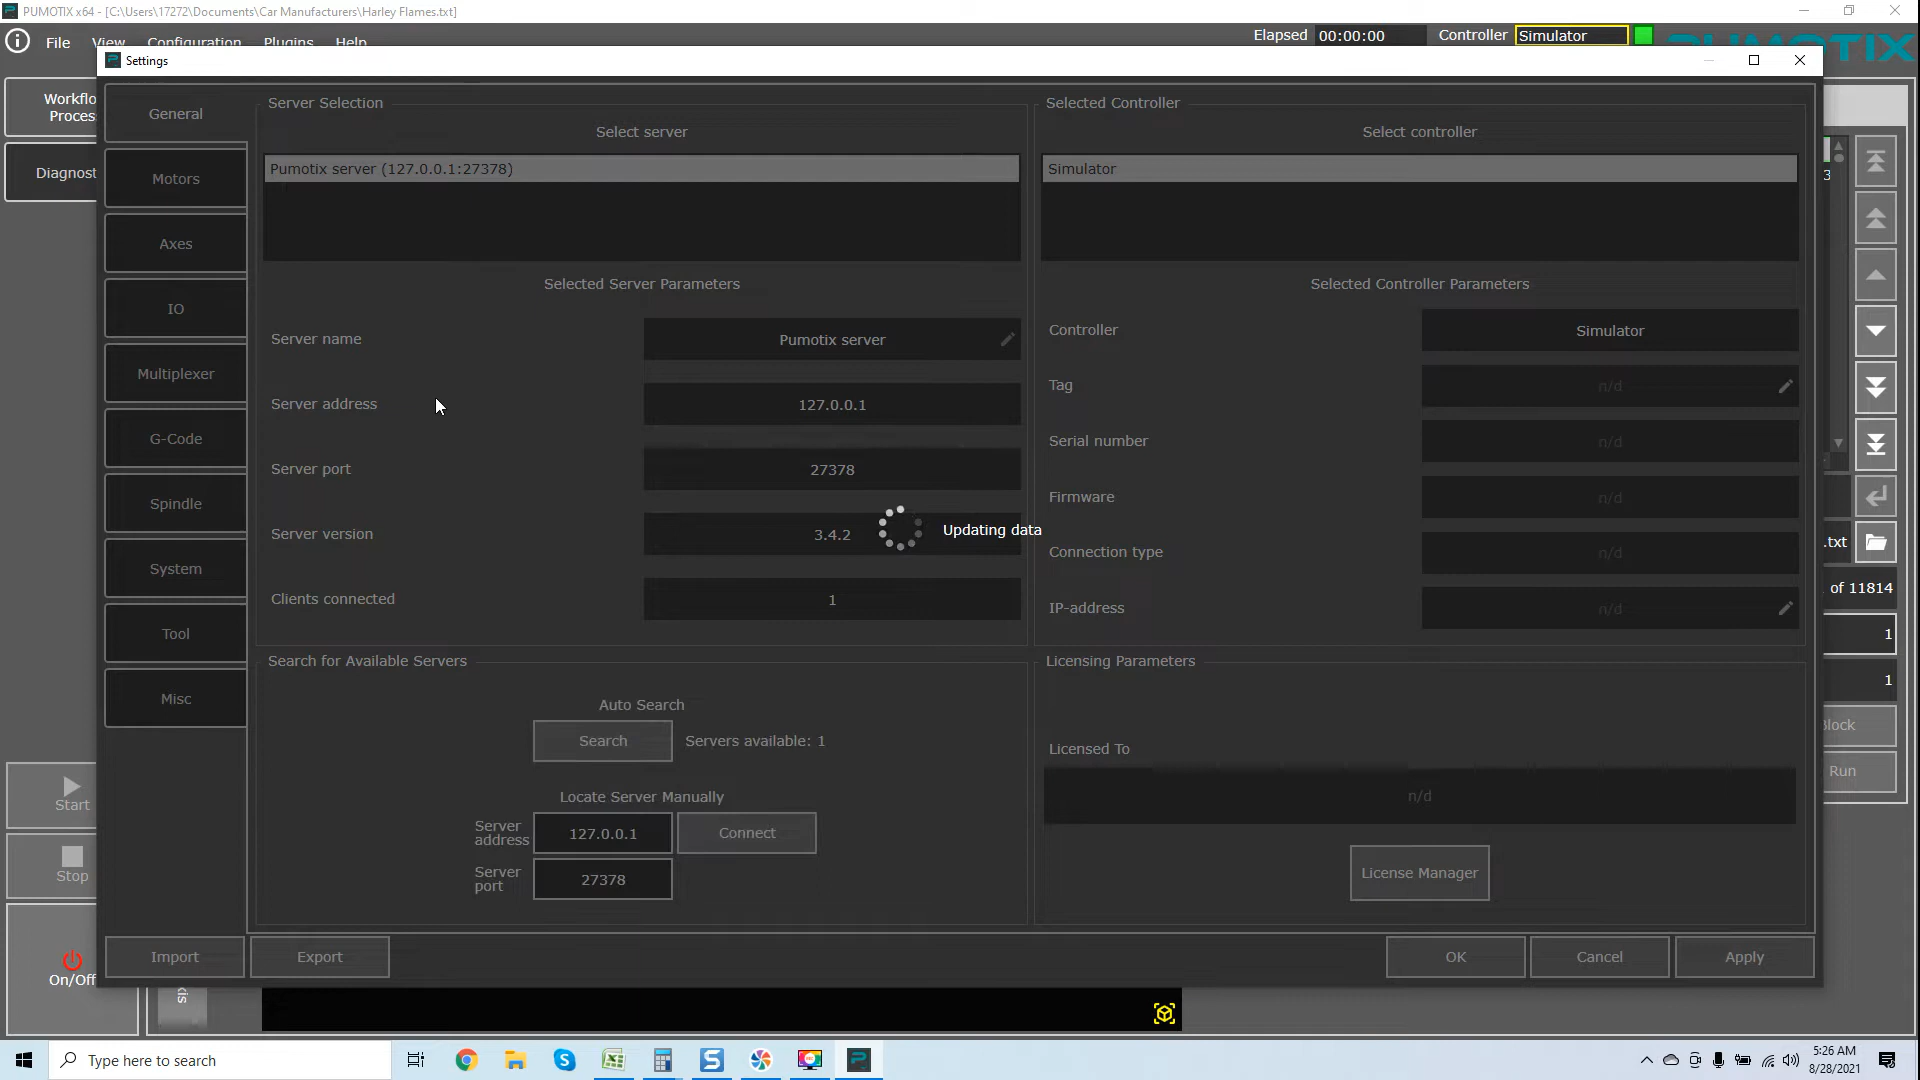 PUMOTIX x64 - [C:\Users\17272\Documents\Car Manufacturers\Harley Flames.txt]
File View Configuration Plugins Help
Elapsed 00:00:00 Controller Simulator
Settings
Workflo
Proces
Diagnost
General
Motors
Axes
IO
Multiplexer
G-Code
Spindle
System
Tool
Misc
Server Selection
Select server
Pumotix server (127.0.0.1:27378)
Selected Server Parameters
Server name Pumotix server
Server address 127.0.0.1
Server port 27378
Server version 3.4.2
Clients connected 1
Updating data
Selected Controller
Select controller
Simulator
Selected Controller Parameters
Controller Simulator
Tag n/d
Serial number n/d
Firmware n/d
Connection type n/d
IP-address n/d
Search for Available Servers
Auto Search
Search Servers available: 1
Locate Server Manually
Server
address
127.0.0.1
Connect
Server
port
27378
Licensing Parameters
Licensed To
n/d
License Manager
Import Export
OK Cancel Apply
3
.txt
of 11814
1
1
Block
Run
Start
Stop
On/Off
xis
Type here to search
5:26 AM
8/28/2021